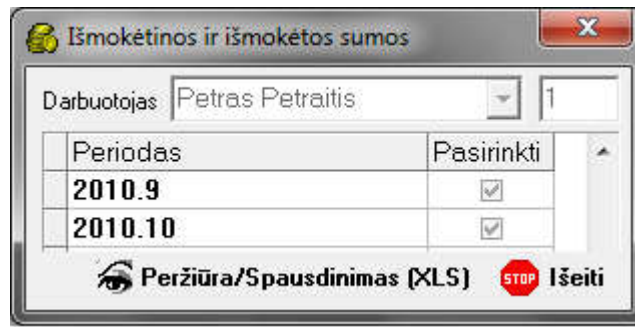 Išmokėtinos ir išmokėtos sumos
Darbuotojas Petras Petraitis 1
Periodas Pasirinkti
2010.9
2010.10
Peržiūra/Spausdinimas (XLS) STOP Išeiti